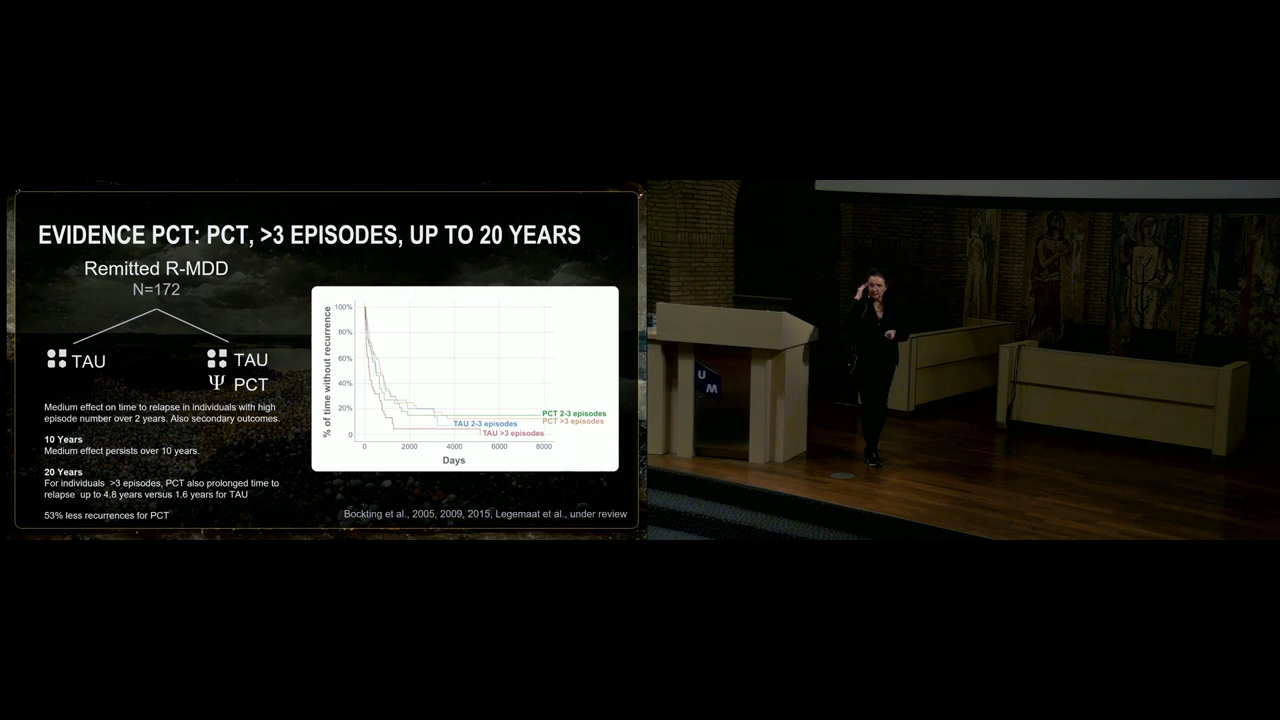 EVIDENCE PCT: PCT, >3 EPISODES, UP TO 20 YEARS
Remitted R-MDD
N=172
TAU
TAU
Ψ PCT
Medium effect on time to relapse in individuals with high
episode number over 2 years. Also secondary outcomes.
10 Years
Medium effect persists over 10 years.
20 Years
For individuals >3 episodes, PCT also prolonged time to
relapse up to 4.8 years versus 1.6 years for TAU
53% less recurrences for PCT
% of time without recurrence
100%
80%
60%
40%
20%
0
0 2000 4000 6000 8000
Days
PCT 2-3 episodes
PCT >3 episodes
TAU 2-3 episodes
TAU >3 episodes
Bockting et al., 2005, 2009, 2015, Legemaat et al., under review
U
M